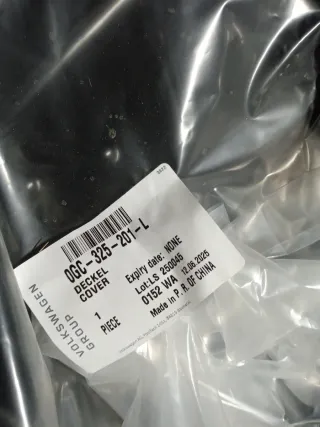 0GC-325-201-L
DECKEL
COVER
1
PIECE
Expiry date: NONE
Lot:LS 250045
0152 WA 12.06.2025
Made in P. R. OF CHINA
VOLKSWAGEN
GROUP